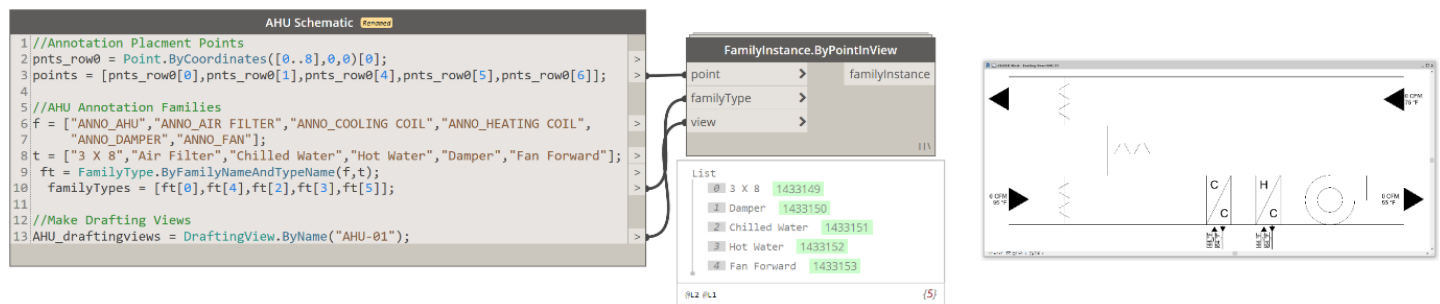 AHU Schematic Renamed
1 //Annotation Placment Points
2 pnts_row0 = Point.ByCoordinates([0..8],0,0)[0]; >
3 points = [pnts_row0[0],pnts_row0[1],pnts_row0[4],pnts_row0[5],pnts_row0[6]]; >
4
5 //AHU Annotation Families
6 f = ["ANNO_AHU","ANNO_AIR FILTER","ANNO_COOLING COIL","ANNO_HEATING COIL", >
7 "ANNO_DAMPER","ANNO_FAN"]; >
8 t = ["3 X 8","Air Filter","Chilled Water","Hot Water","Damper","Fan Forward"]; >
9 ft = FamilyType.ByFamilyNameAndTypeName(f,t); >
10 familyTypes = [ft[0],ft[4],ft[2],ft[3],ft[5]]; >
11
12 //Make Drafting Views
13 AHU_draftingviews = DraftingView.ByName("AHU-01"); >
FamilyInstance.ByPointInView
point > familyInstance
familyType >
view >
List
0 3 X 8 1433149
1 Damper 1433150
2 Chilled Water 1433151
3 Hot Water 1433152
4 Fan Forward 1433153
@L2 @L1 {5}
0 CFM
75 °F
0 CFM
95 °F
C
C
H
C
0 CFM
55 °F